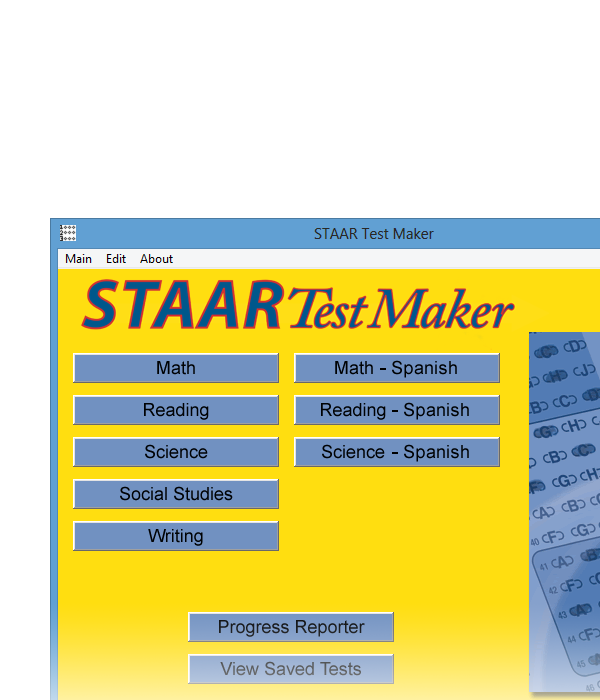 STAAR Test Maker
Main Edit About
STAAR Test Maker
Math
Math - Spanish
Reading
Reading - Spanish
Science
Science - Spanish
Social Studies
Writing
Progress Reporter
View Saved Tests